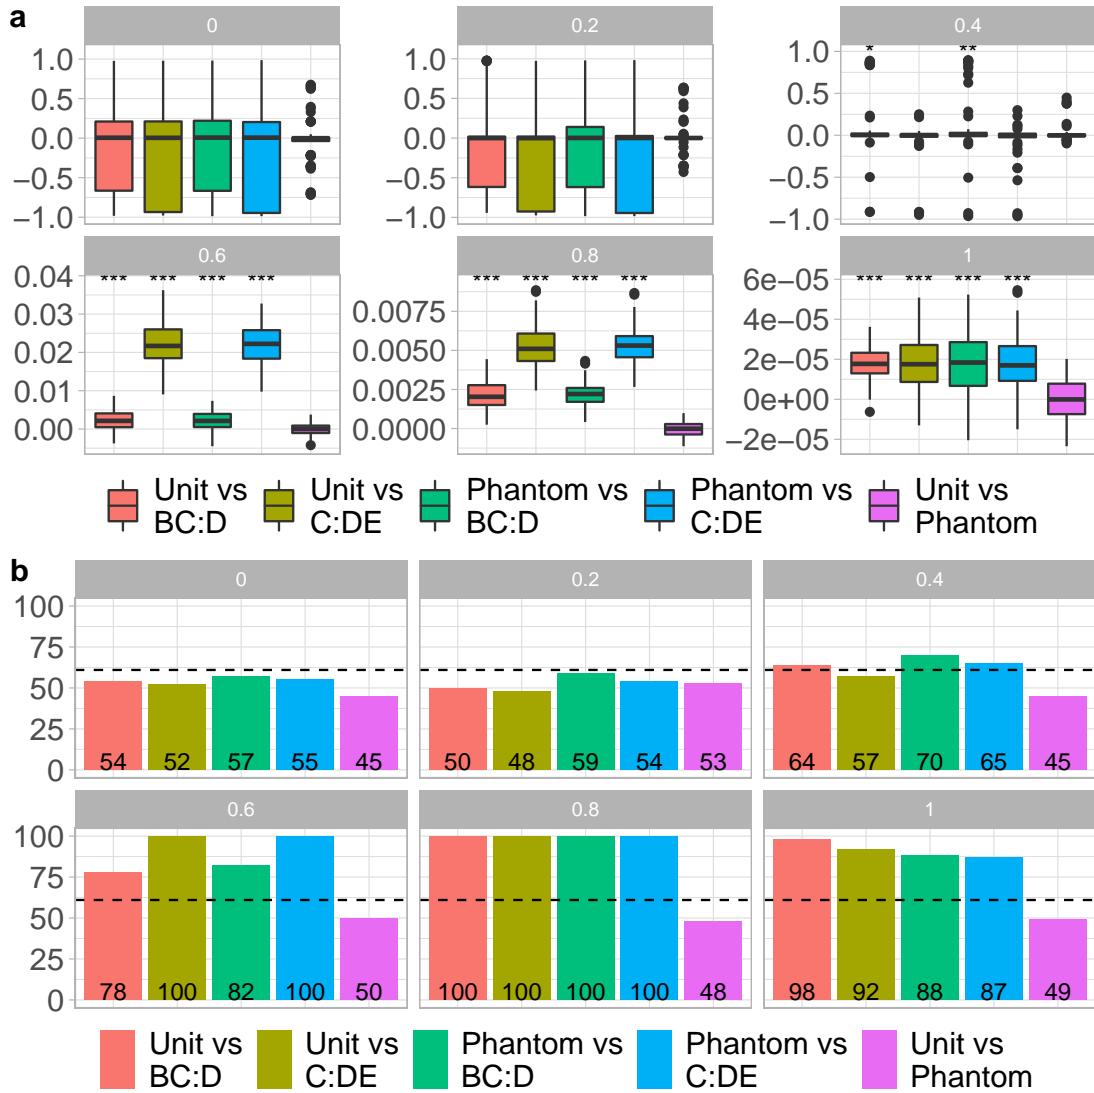 a
0
0.2
0.4
1.0
0.5
0.0
−0.5
−1.0
1.0
0.5
0.0
−0.5
−1.0
* **
1.0
0.5
0.0
−0.5
−1.0
0.6
0.8
1
*** *** *** ***
0.04
0.03
0.02
0.01
0.00
*** *** *** ***
0.0075
0.0050
0.0025
0.0000
*** *** *** ***
6e−05
4e−05
2e−05
0e+00
−2e−05
Unit vs
BC:D
Unit vs
C:DE
Phantom vs
BC:D
Phantom vs
C:DE
Unit vs
Phantom
b
0
0.2
0.4
100
75
50
25
0
54 52 57 55 45
50 48 59 54 53
64 57 70 65 45
0.6
0.8
1
100
75
50
25
0
78 100 82 100 50
100 100 100 100 48
98 92 88 87 49
Unit vs
BC:D
Unit vs
C:DE
Phantom vs
BC:D
Phantom vs
C:DE
Unit vs
Phantom